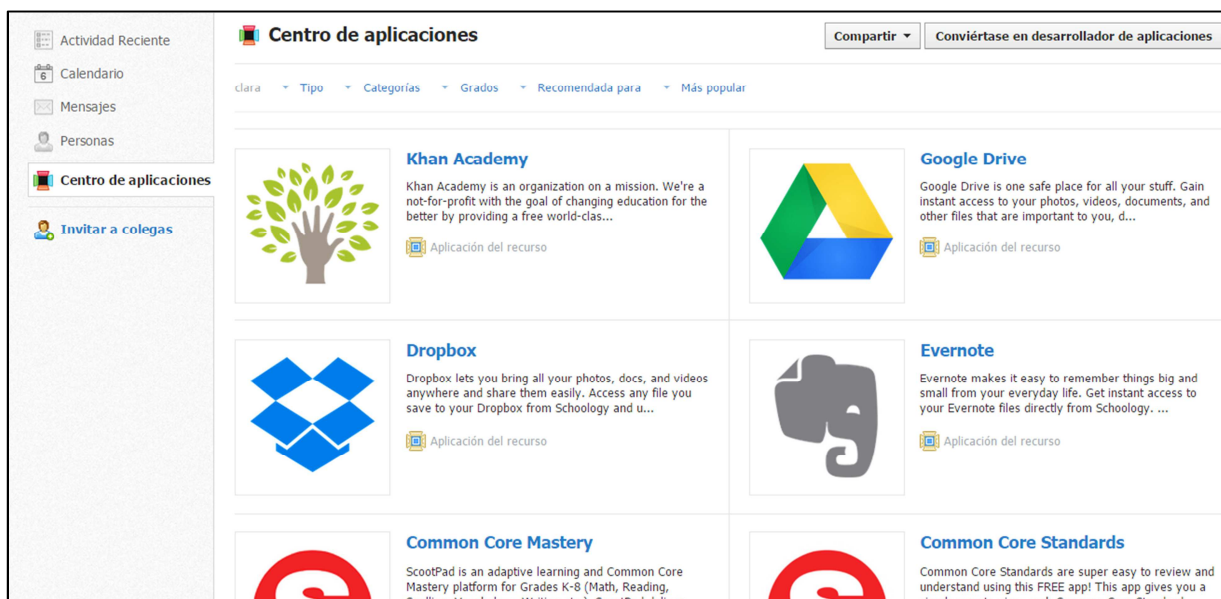 Actividad Reciente
6 Calendario
Mensajes
Personas
Centro de aplicaciones
Invitar a colegas
Centro de aplicaciones
Compartir
Conviértase en desarrollador de aplicaciones
clara Tipo Categorías Grados Recomendada para Más popular
Khan Academy
Khan Academy is an organization on a mission. We're a
not-for-profit with the goal of changing education for the
better by providing a free world-clas...
Aplicación del recurso
Google Drive
Google Drive is one safe place for all your stuff. Gain
instant access to your photos, videos, documents, and
other files that are important to you, d...
Aplicación del recurso
Dropbox
Dropbox lets you bring all your photos, docs, and videos
anywhere and share them easily. Access any file you
save to your Dropbox from Schoology and u...
Aplicación del recurso
Evernote
Evernote makes it easy to remember things big and
small from your everyday life. Get instant access to
your Evernote files directly from Schoology. ...
Aplicación del recurso
Common Core Mastery
ScootPad is an adaptive learning and Common Core
Mastery platform for Grades K-8 (Math, Reading,
Common Core Standards
Common Core Standards are super easy to review and
understand using this FREE app! This app gives you a